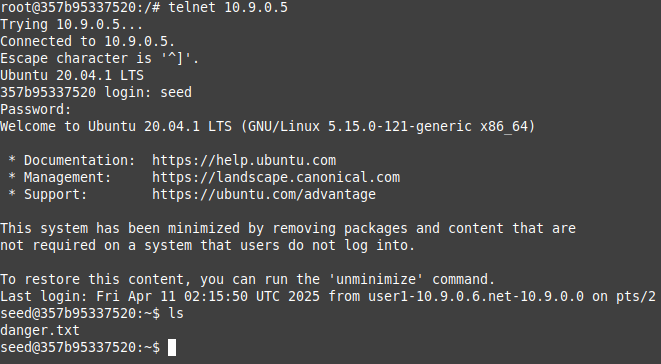 root@357b95337520:/# telnet 10.9.0.5
Trying 10.9.0.5...
Connected to 10.9.0.5.
Escape character is '^]'.
Ubuntu 20.04.1 LTS
357b95337520 login: seed
Password:
Welcome to Ubuntu 20.04.1 LTS (GNU/Linux 5.15.0-121-generic x86_64)

 * Documentation:  https://help.ubuntu.com
 * Management:     https://landscape.canonical.com
 * Support:        https://ubuntu.com/advantage

This system has been minimized by removing packages and content that are
not required on a system that users do not log into.

To restore this content, you can run the 'unminimize' command.
Last login: Fri Apr 11 02:15:50 UTC 2025 from user1-10.9.0.6.net-10.9.0.0 on pts/2
seed@357b95337520:~$ ls
danger.txt
seed@357b95337520:~$